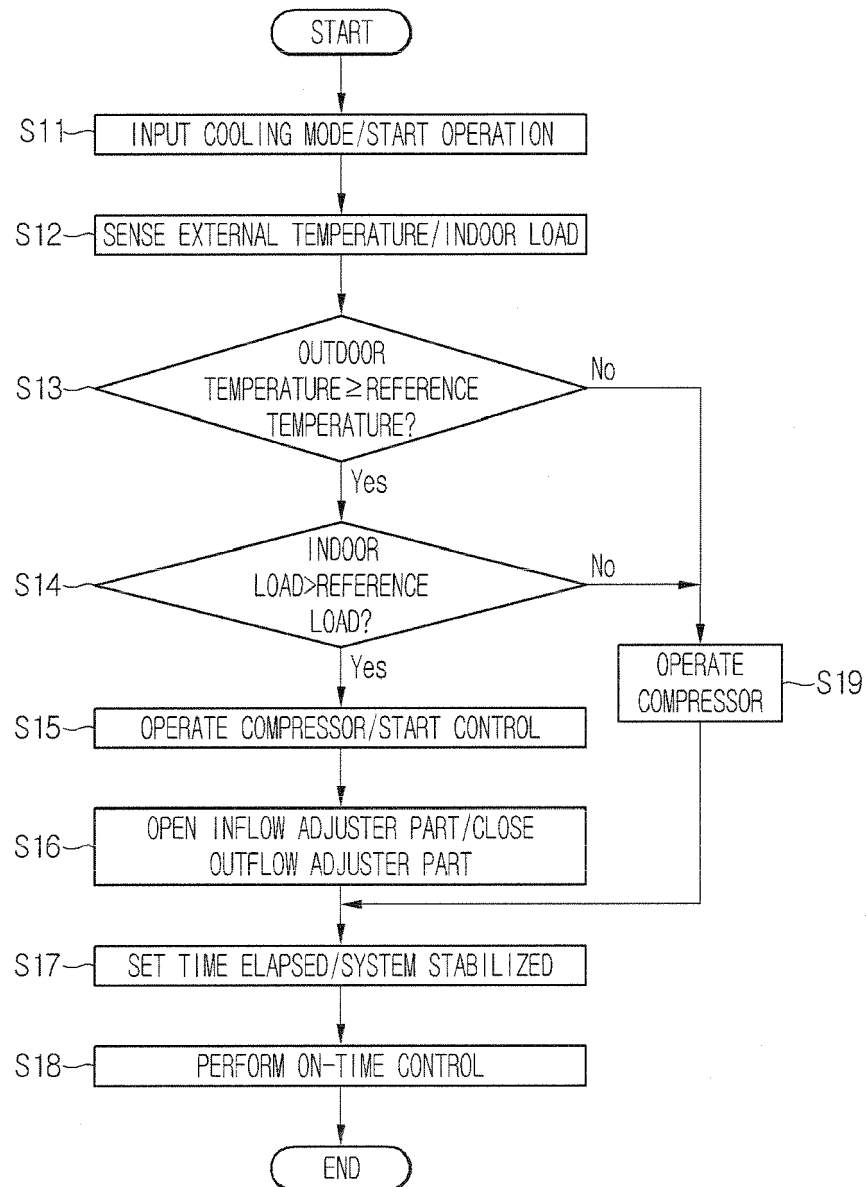 START
S11
INPUT COOLING MODE/START OPERATION
S12
SENSE EXTERNAL TEMPERATURE/INDOOR LOAD
S13
OUTDOOR
TEMPERATURE≥REFERENCE
TEMPERATURE?
No
Yes
S14
INDOOR
LOAD>REFERENCE
LOAD?
No
Yes
OPERATE
COMPRESSOR
S19
S15
OPERATE COMPRESSOR/START CONTROL
S16
OPEN INFLOW ADJUSTER PART/CLOSE
OUTFLOW ADJUSTER PART
S17
SET TIME ELAPSED/SYSTEM STABILIZED
S18
PERFORM ON-TIME CONTROL
END